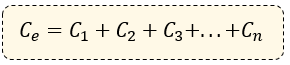 Cₑ = C₁ + C₂ + C₃+...+Cₙ